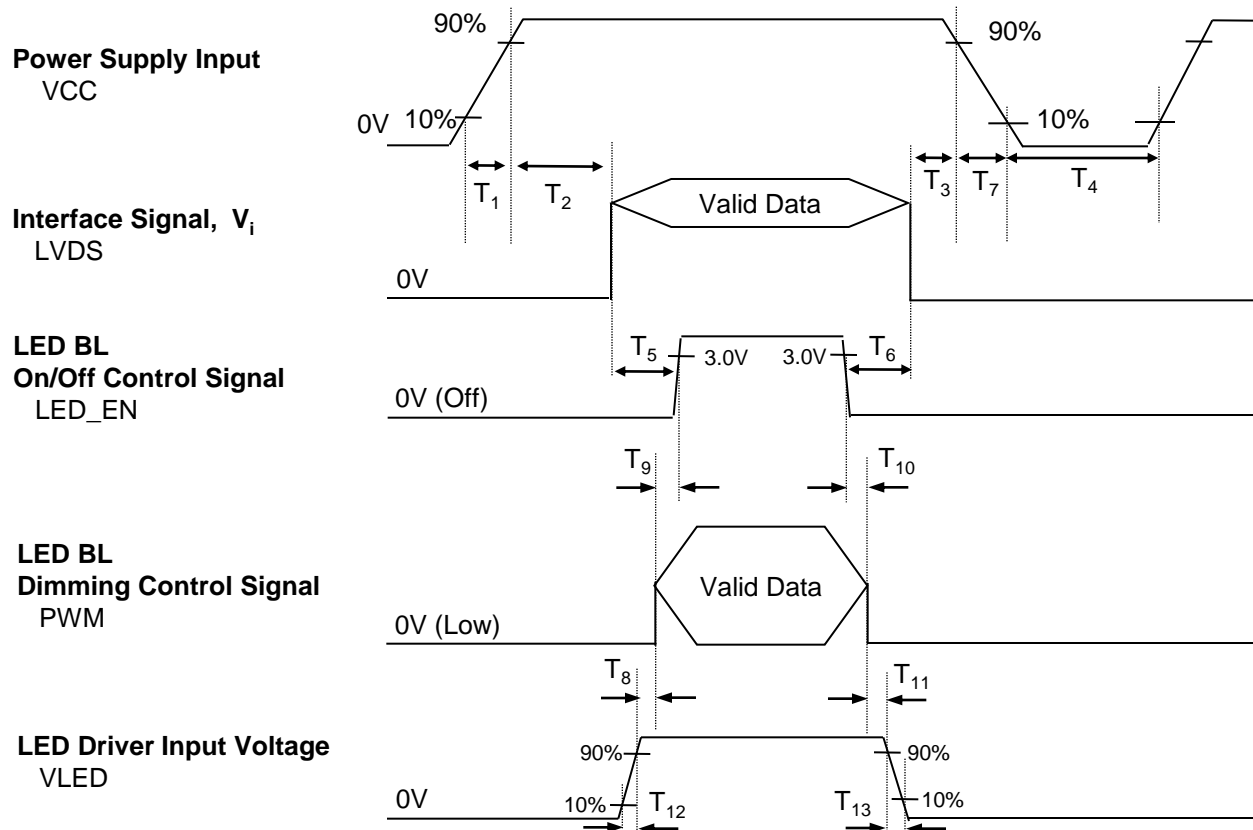 90%
90%
Power Supply Input
VCC
0V
10%
10%
T1
T2
T3
T7
T4
Interface Signal, Vi
LVDS
Valid Data
0V
LED BL
On/Off Control Signal
LED_EN
T5
3.0V
3.0V
T6
0V (Off)
T9
T10
LED BL
Dimming Control Signal
PWM
Valid Data
0V (Low)
T8
T11
LED Driver Input Voltage
VLED
90%
90%
0V
10%
T12
T13
10%